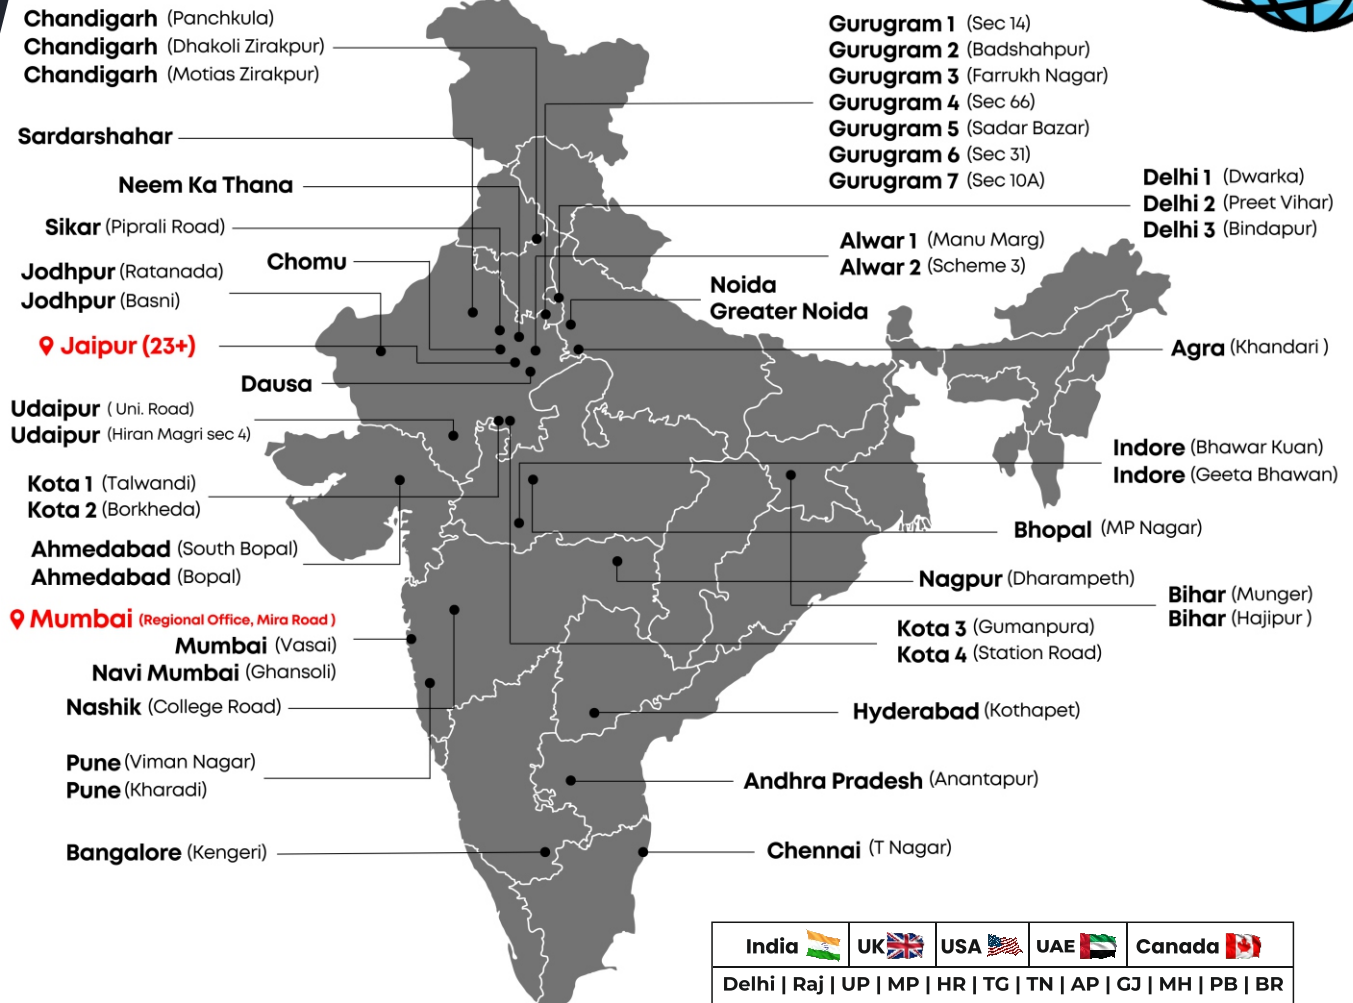 Chandigarh (Panchkula)
Chandigarh (Dhakoli Zirakpur)
Chandigarh (Motias Zirakpur)
Sardarshahar
Neem Ka Thana
Sikar (Piprali Road)
Chomu
Jodhpur (Ratanada)
Jodhpur (Basni)
Jaipur (23+)
Dausa
Udaipur ( Uni. Road)
Udaipur (Hiran Magri sec 4)
Kota 1 (Talwandi)
Kota 2 (Borkheda)
Ahmedabad (South Bopal)
Ahmedabad (Bopal)
Mumbai (Regional Office, Mira Road )
Mumbai (Vasai)
Navi Mumbai (Ghansoli)
Nashik (College Road)
Pune (Viman Nagar)
Pune (Kharadi)
Bangalore (Kengeri)
Gurugram 1 (Sec 14)
Gurugram 2 (Badshahpur)
Gurugram 3 (Farrukh Nagar)
Gurugram 4 (Sec 66)
Gurugram 5 (Sadar Bazar)
Gurugram 6 (Sec 31)
Gurugram 7 (Sec 10A)
Delhi 1 (Dwarka)
Delhi 2 (Preet Vihar)
Delhi 3 (Bindapur)
Alwar 1 (Manu Marg)
Alwar 2 (Scheme 3)
Noida
Greater Noida
Agra (Khandari )
Indore (Bhawar Kuan)
Indore (Geeta Bhawan)
Bhopal (MP Nagar)
Nagpur (Dharampeth)
Bihar (Munger)
Bihar (Hajipur )
Kota 3 (Gumanpura)
Kota 4 (Station Road)
Hyderabad (Kothapet)
Andhra Pradesh (Anantapur)
Chennai (T Nagar)
India UK USA UAE Canada
Delhi | Raj | UP | MP | HR | TG | TN | AP | GJ | MH | PB | BR